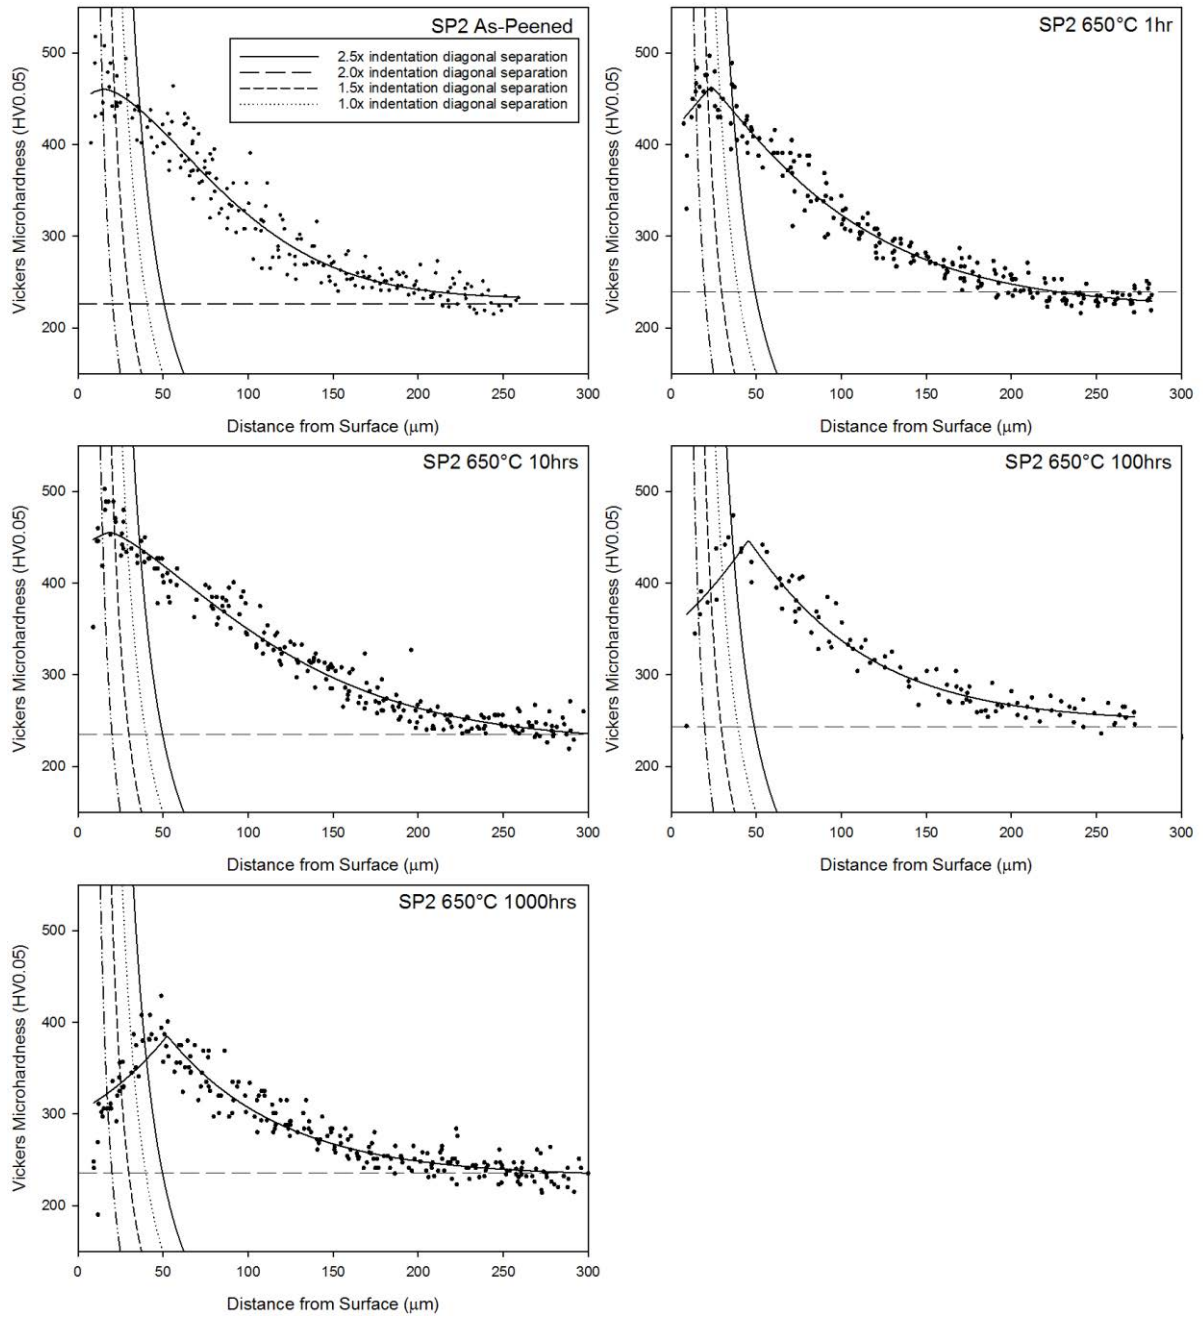 SP2 As-Peened
2.5x indentation diagonal separation
2.0x indentation diagonal separation
1.5x indentation diagonal separation
1.0x indentation diagonal separation
Vickers Microhardness (HV0.05)
500
400
300
200
0 50 100 150 200 250 300
Distance from Surface (μm)
SP2 650°C 1hr
Vickers Microhardness (HV0.05)
500
400
300
200
0 50 100 150 200 250 300
Distance from Surface (μm)
SP2 650°C 10hrs
Vickers Microhardness (HV0.05)
500
400
300
200
0 50 100 150 200 250 300
Distance from Surface (μm)
SP2 650°C 100hrs
Vickers Microhardness (HV0.05)
500
400
300
200
0 50 100 150 200 250 300
Distance from Surface (μm)
SP2 650°C 1000hrs
Vickers Microhardness (HV0.05)
500
400
300
200
0 50 100 150 200 250 300
Distance from Surface (μm)